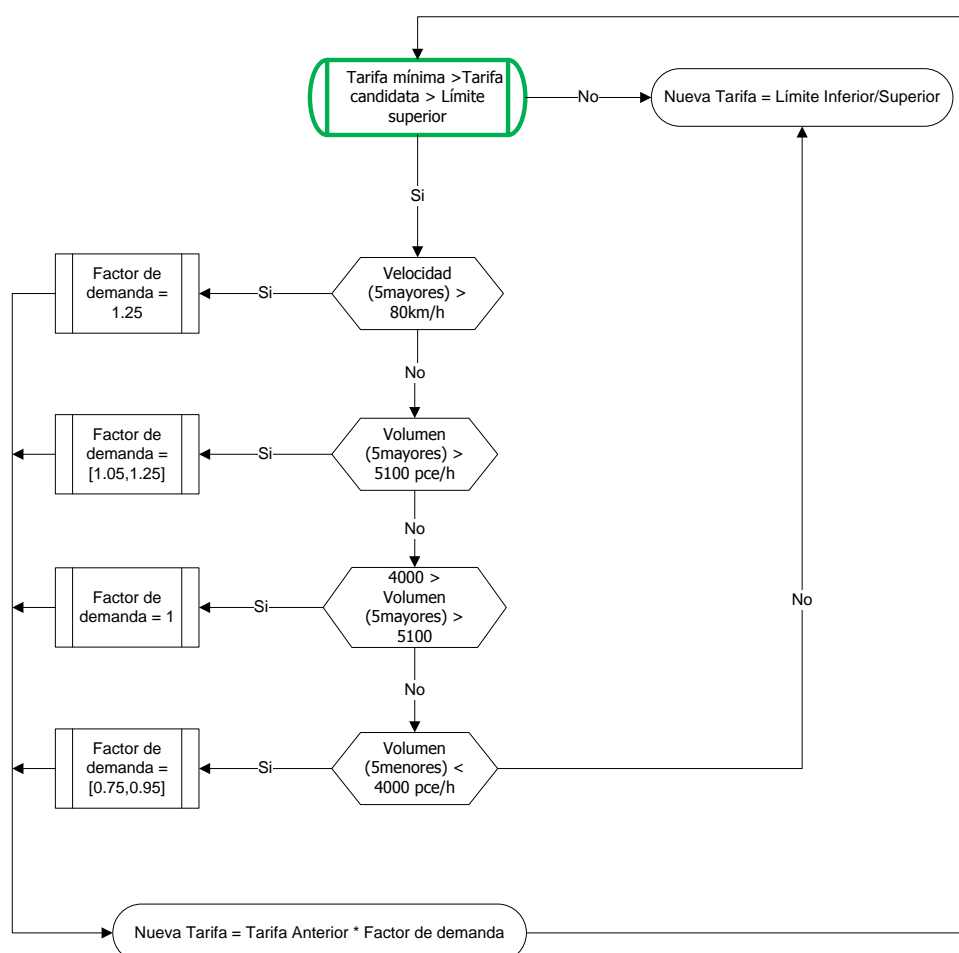 Tarifa mínima >Tarifa
candidata > Límite
superior
No
Nueva Tarifa = Límite Inferior/Superior
Si
Factor de
demanda =
1.25
Si
Velocidad
(5mayores) >
80km/h
No
Factor de
demanda =
[1.05,1.25]
Si
Volumen
(5mayores) >
5100 pce/h
No
Factor de
demanda = 1
Si
4000 >
Volumen
(5mayores) >
5100
No
No
Factor de
demanda =
[0.75,0.95]
Si
Volumen
(5menores) <
4000 pce/h
Nueva Tarifa = Tarifa Anterior * Factor de demanda